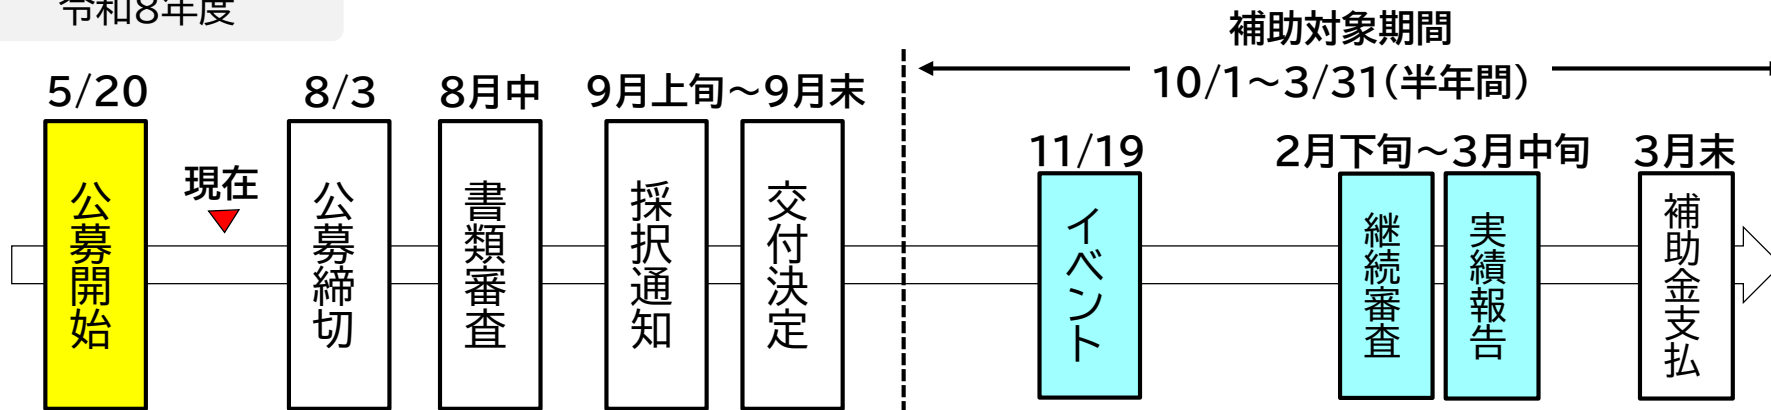 令和8年度
補助対象期間
10/1～3/31(半年間)
5/20
公募開始
現在
8/3
公募締切
8月中
書類審査
9月上旬～9月末
採択通知
交付決定
11/19
イベント
2月下旬～3月中旬
継続審査
実績報告
3月末
補助金支払